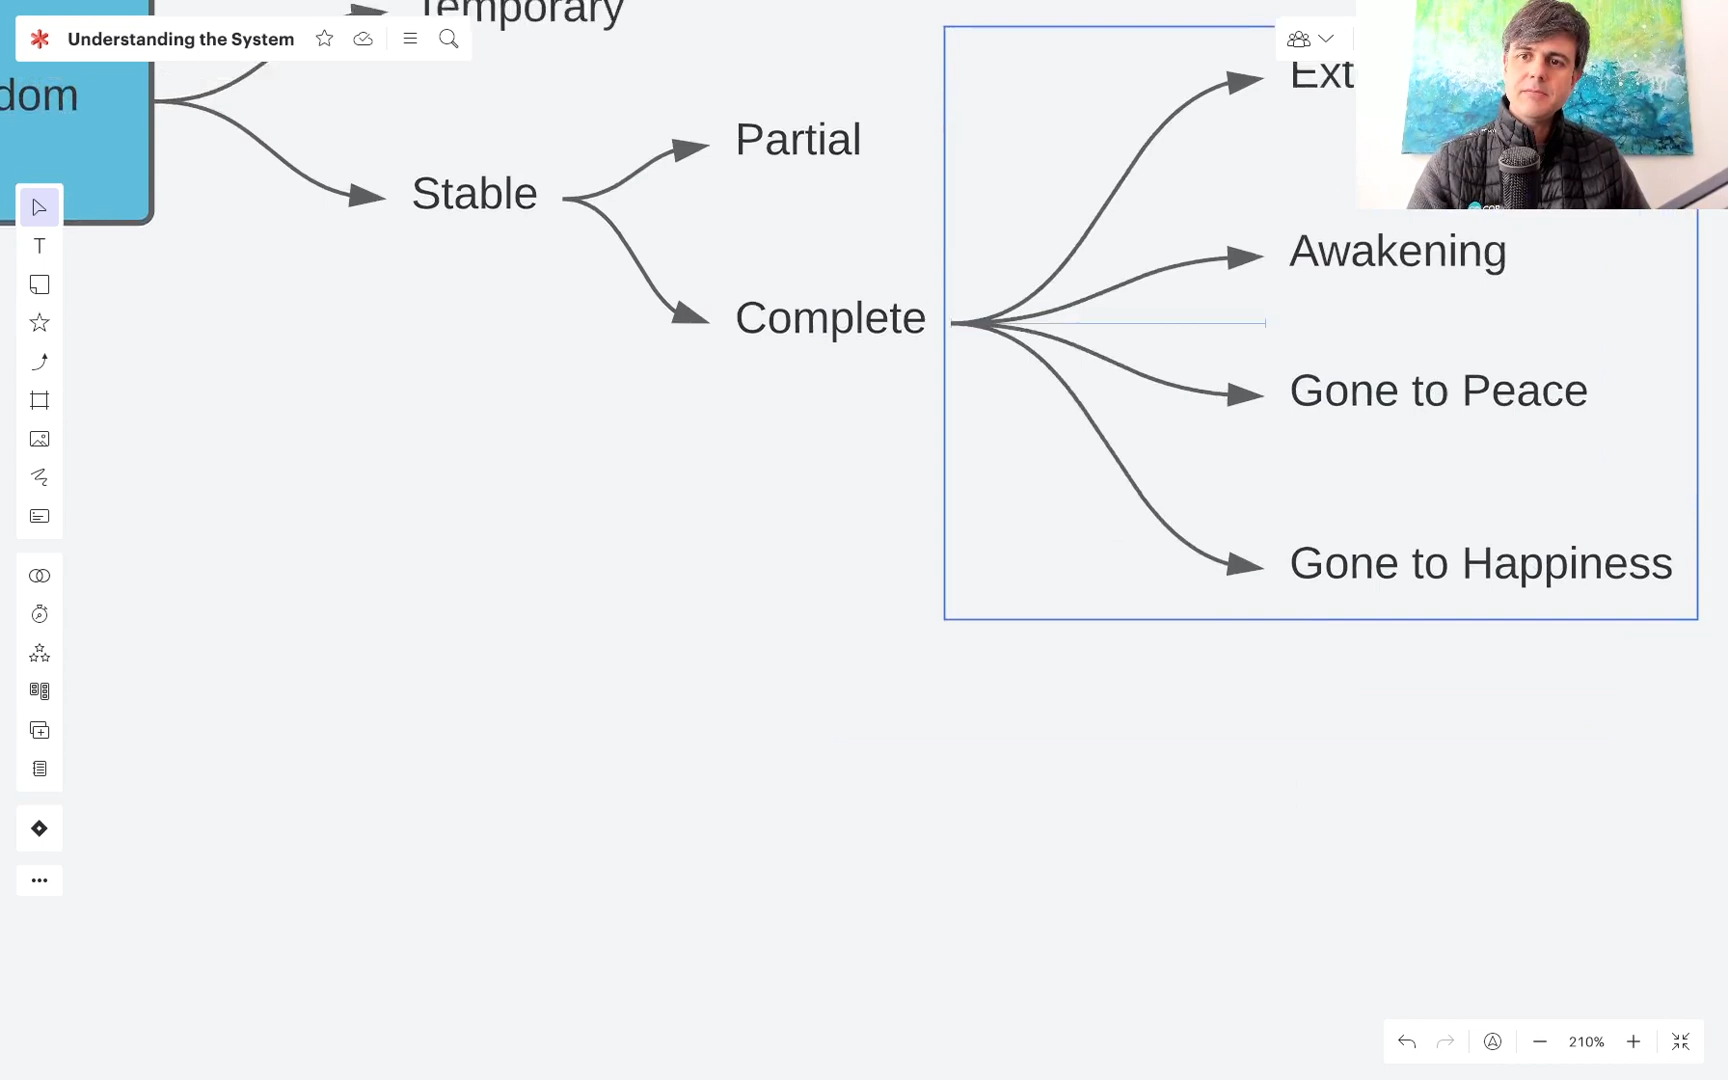 Temporary
Understanding the System
dom
Ext
Partial
Stable
Awakening
Complete
Gone to Peace
Gone to Happiness
T
210%